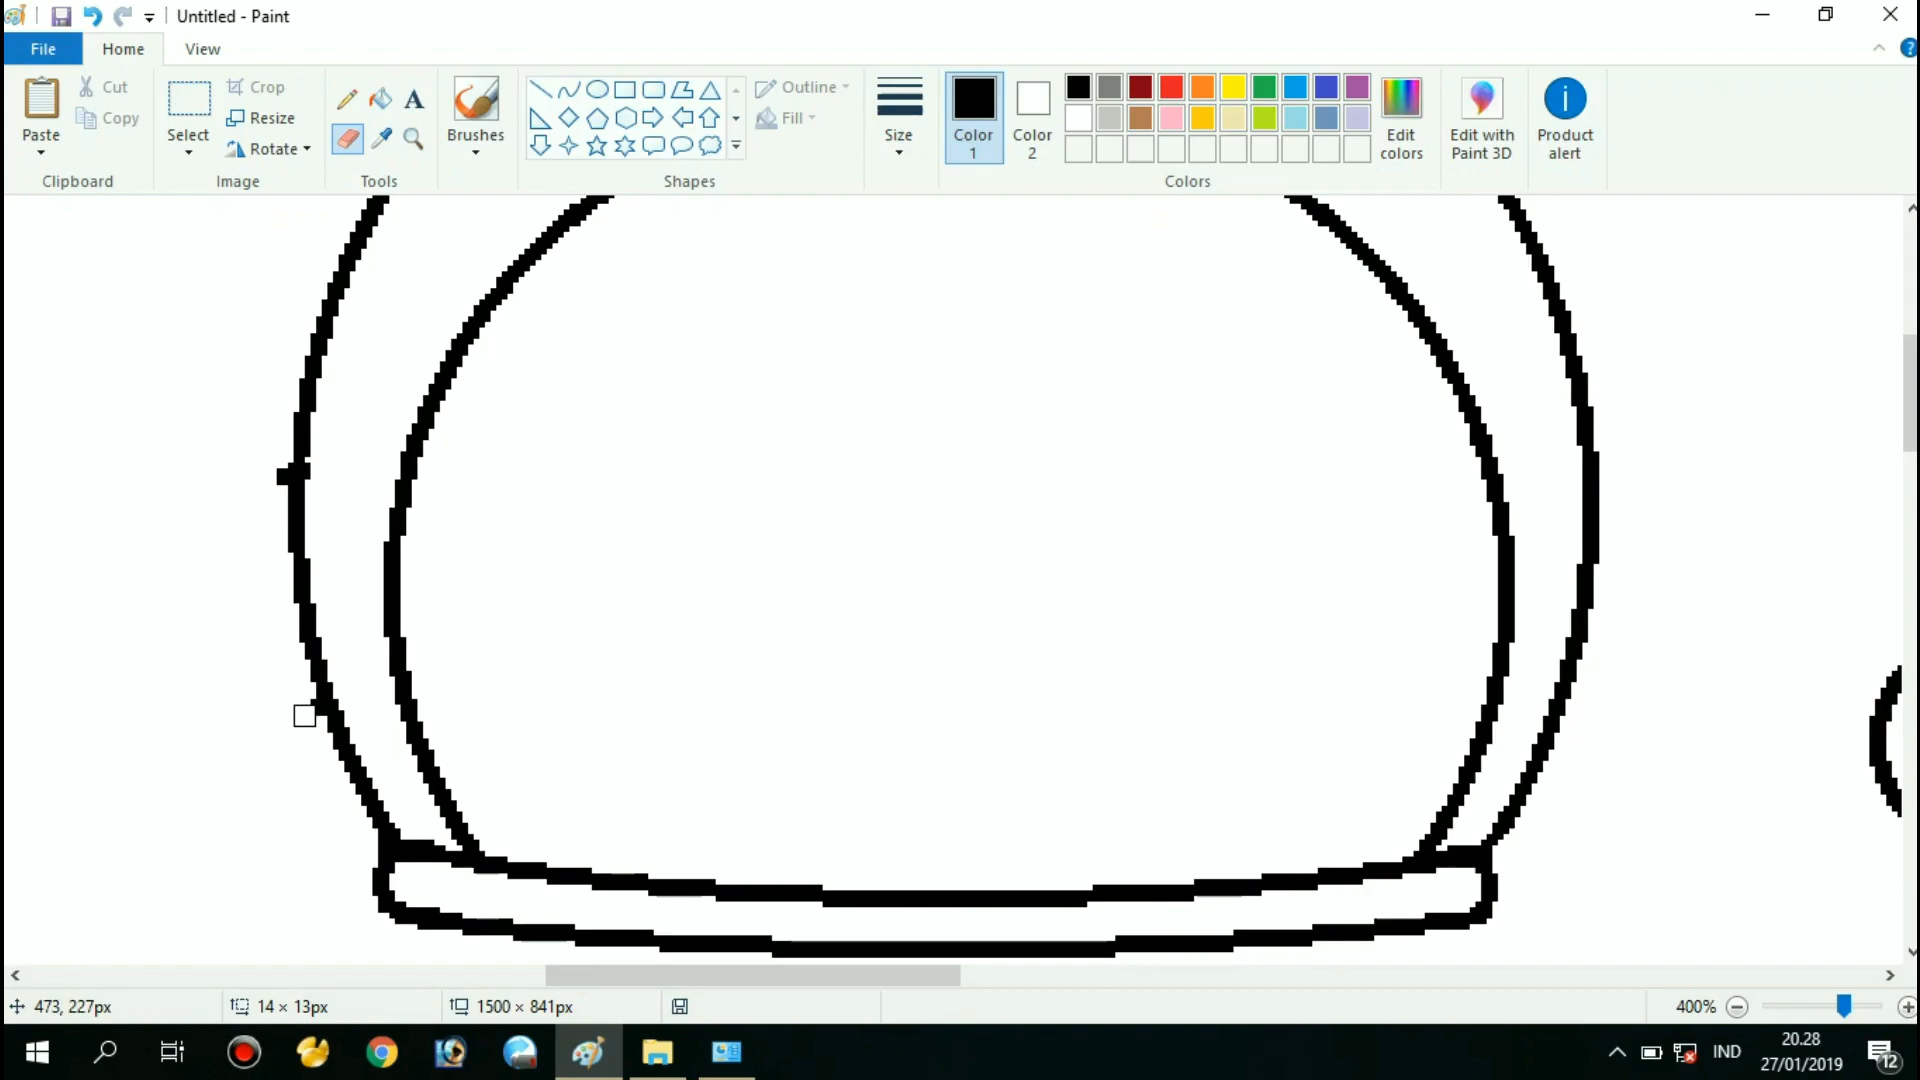 Untitled - Paint
File Home View
Paste Cut Copy
Clipboard
Select Crop Resize Rotate
Image
A
Tools
Brushes
Shapes
Outline Fill
Size
Color 1 Color 2
Edit colors
Colors
Edit with Paint 3D
Product alert
473, 227px 14 × 13px 1500 × 841px 400%
IND 20.28
27/01/2019
12